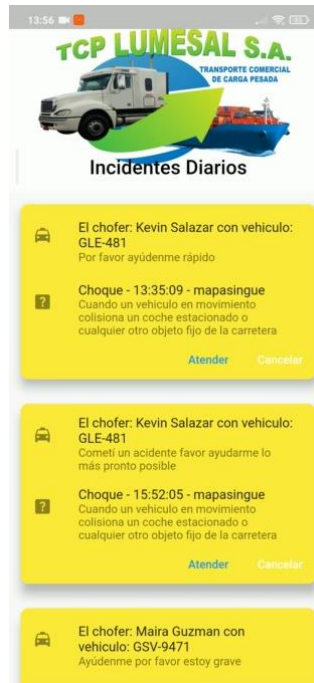 13:56
TCP LUMESAL S.A.
TRANSPORTE COMERCIAL
DE CARGA PESADA
Incidentes Diarios
El chofer: Kevin Salazar con vehiculo:
GLE-481
Por favor ayúdenme rápido
Choque - 13:35:09 - mapasingue
Cuando un vehiculo en movimiento
colisiona un coche estacionado o
cualquier otro objeto fijo de la carretera
Atender Cancelar
El chofer: Kevin Salazar con vehiculo:
GLE-481
Cometí un acidente favor ayudarme lo
más pronto posible
Choque - 15:52:05 - mapasingue
Cuando un vehiculo en movimiento
colisiona un coche estacionado o
cualquier otro objeto fijo de la carretera
Atender Cancelar
El chofer: Maira Guzman con
vehiculo: GSV-9471
Ayúdenme por favor estoy grave